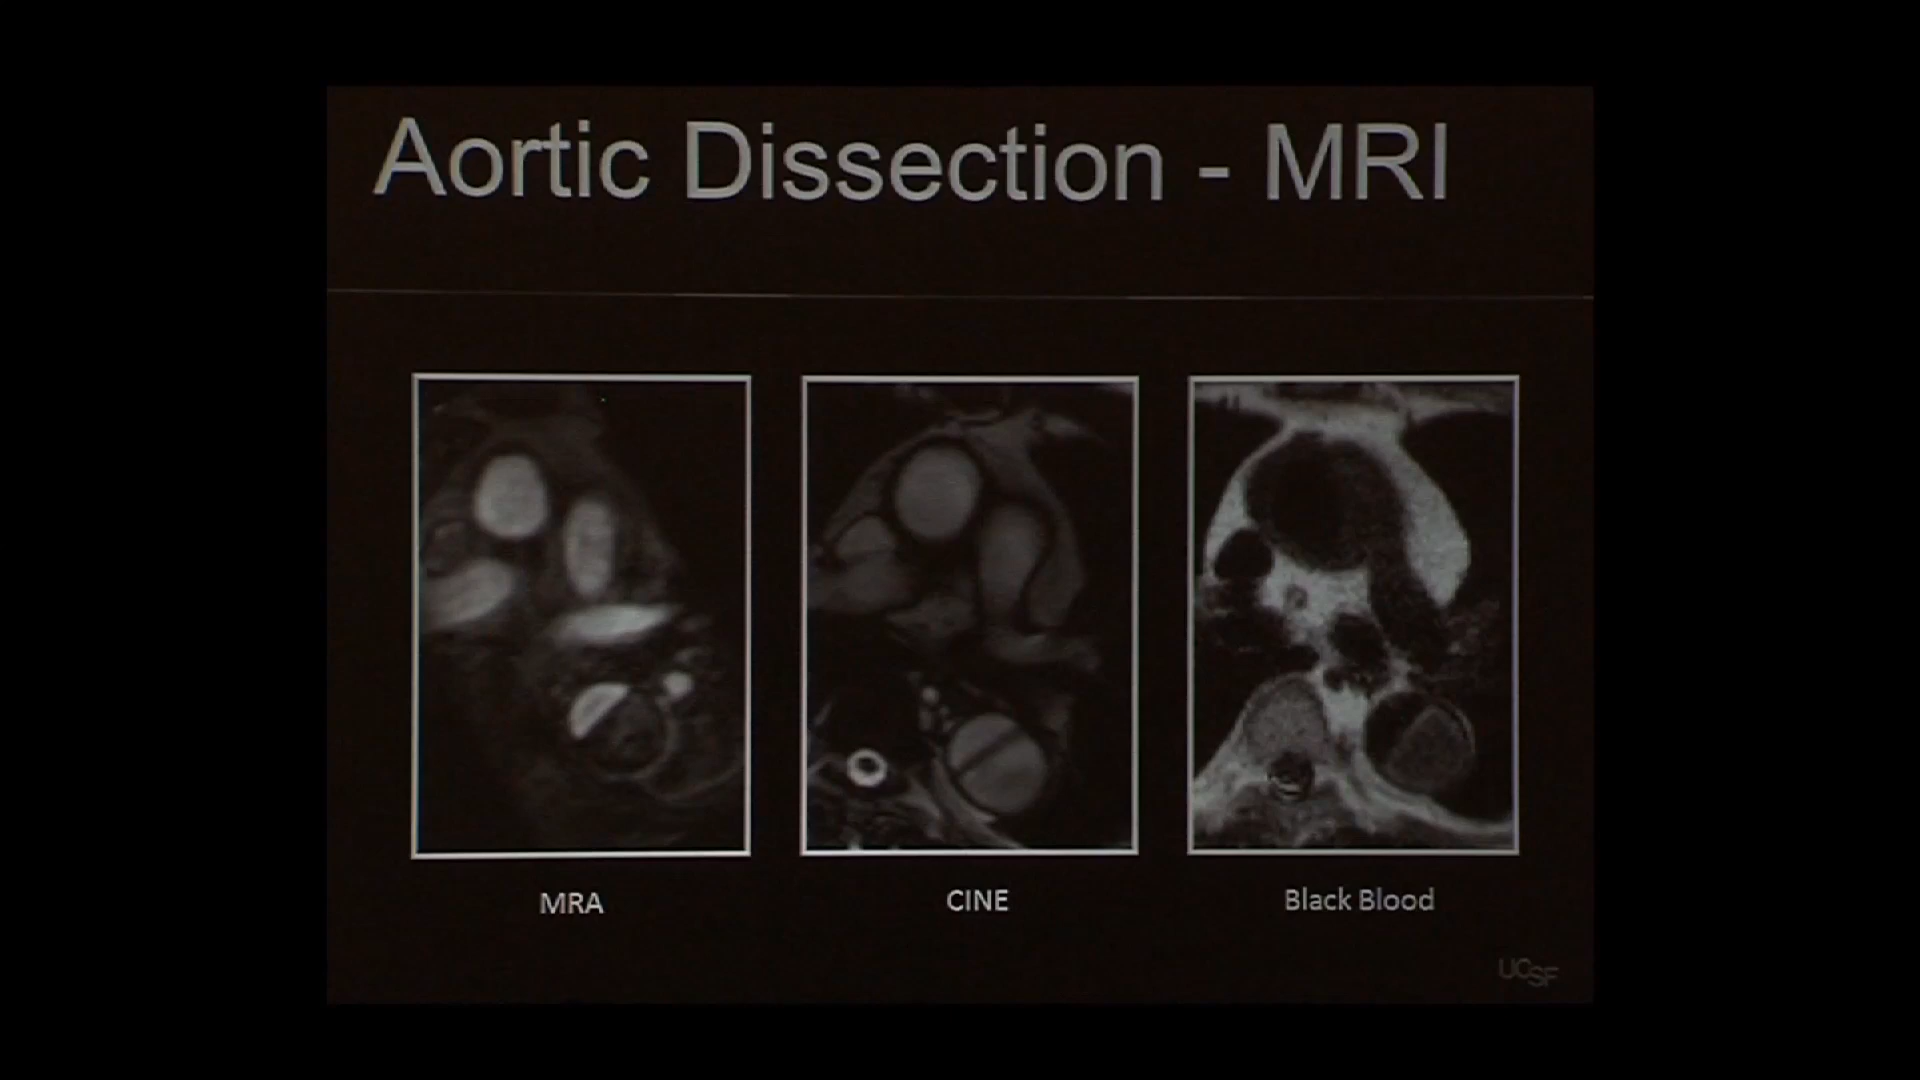 Aortic Dissection - MRI
MRA
CINE
Black Blood
UCSF